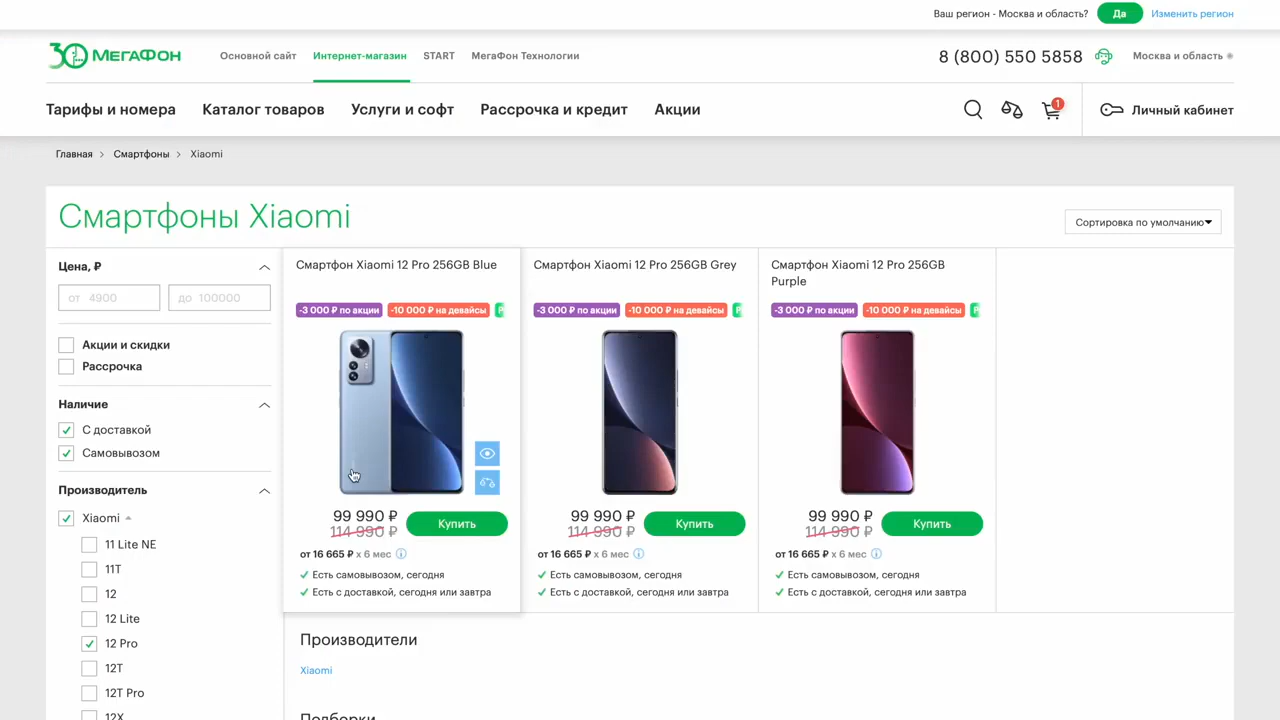 Ваш регион - Москва и область?
Да
Изменить регион
30 МЕГАФОН
Основной сайт
Интернет-магазин
START
МегаФон Технологии
8 (800) 550 5858
Москва и область
Тарифы и номера
Каталог товаров
Услуги и софт
Рассрочка и кредит
Акции
1
Личный кабинет
Главная
Смартфоны
Xiaomi
Смартфоны Xiaomi
Сортировка по умолчанию
Цена, ₽
от 4900
до 100000
Акции и скидки
Рассрочка
Наличие
С доставкой
Самовывозом
Производитель
Xiaomi
11 Lite NE
11T
12
12 Lite
12 Pro
12T
12T Pro
12X
Смартфон Xiaomi 12 Pro 256GB Blue
-3 000 ₽ по акции
-10 000 ₽ на девайсы
99 990 ₽
114 990 ₽
Купить
от 16 665 ₽ x 6 мес
Есть самовывозом, сегодня
Есть с доставкой, сегодня или завтра
Смартфон Xiaomi 12 Pro 256GB Grey
-3 000 ₽ по акции
-10 000 ₽ на девайсы
99 990 ₽
114 990 ₽
Купить
от 16 665 ₽ x 6 мес
Есть самовывозом, сегодня
Есть с доставкой, сегодня или завтра
Смартфон Xiaomi 12 Pro 256GB
Purple
-3 000 ₽ по акции
-10 000 ₽ на девайсы
99 990 ₽
114 990 ₽
Купить
от 16 665 ₽ x 6 мес
Есть самовывозом, сегодня
Есть с доставкой, сегодня или завтра
Производители
Xiaomi
Подборки